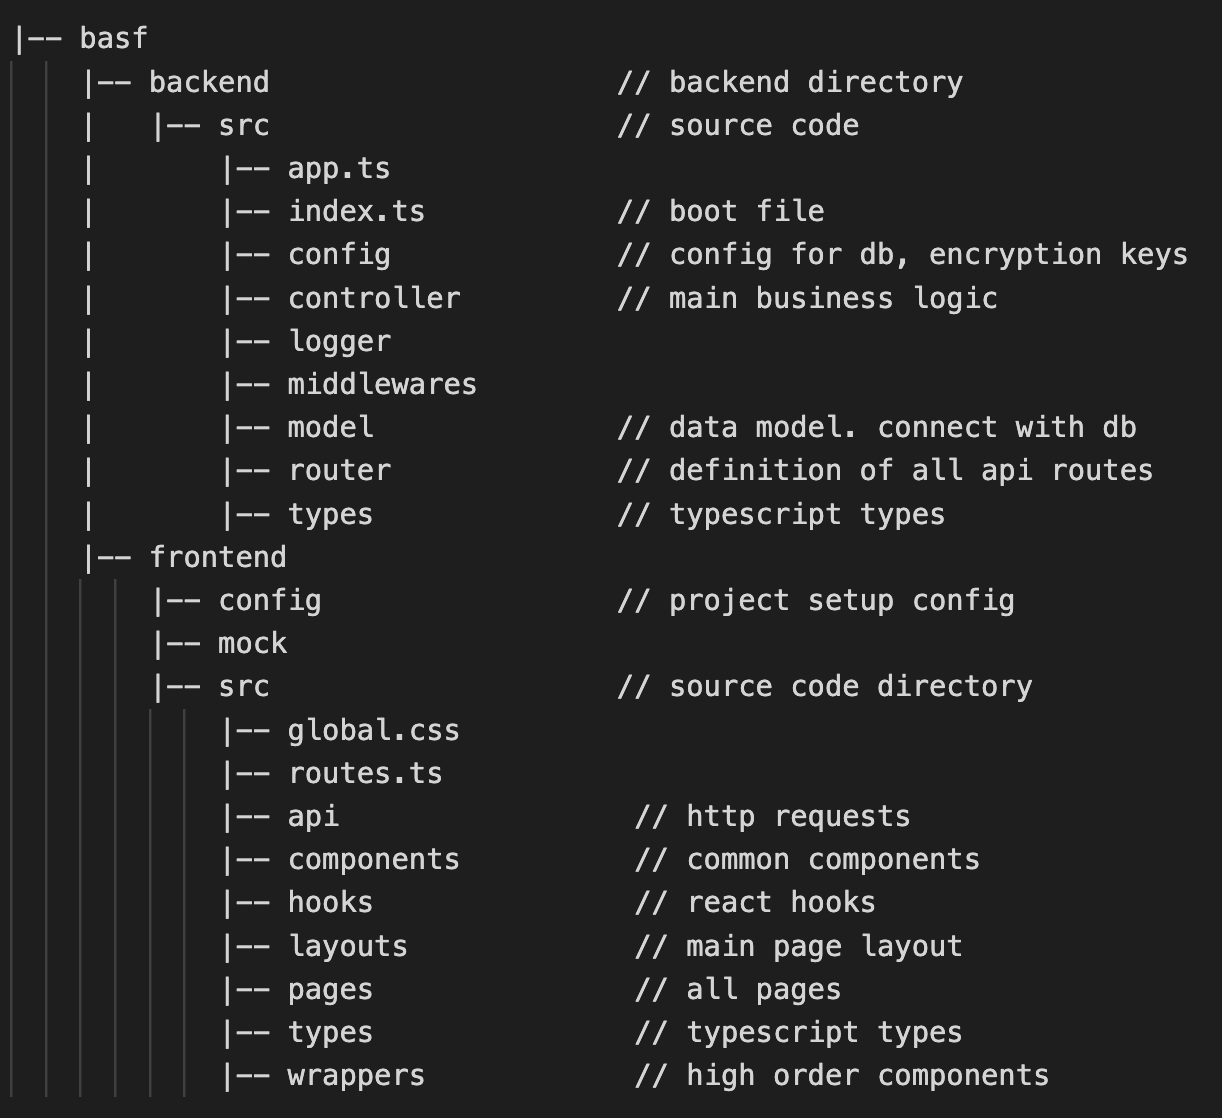 |-- basf
    |-- backend                    // backend directory
    |   |-- src                    // source code
    |       |-- app.ts
    |       |-- index.ts           // boot file
    |       |-- config             // config for db, encryption keys
    |       |-- controller         // main business logic
    |       |-- logger
    |       |-- middlewares
    |       |-- model              // data model. connect with db
    |       |-- router             // definition of all api routes
    |       |-- types              // typescript types
    |-- frontend
        |-- config                 // project setup config
        |-- mock
        |-- src                    // source code directory
            |-- global.css
            |-- routes.ts
            |-- api                 // http requests
            |-- components          // common components
            |-- hooks               // react hooks
            |-- layouts             // main page layout
            |-- pages               // all pages
            |-- types               // typescript types
            |-- wrappers            // high order components